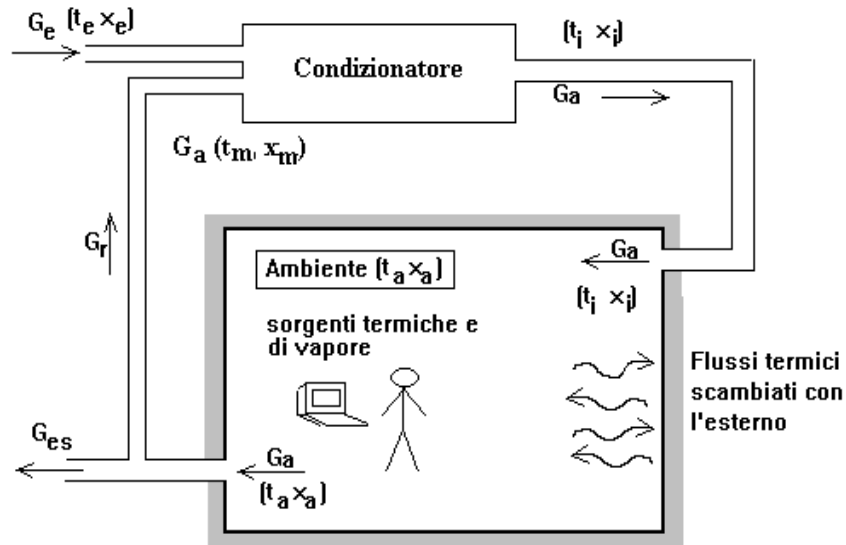 Ge (te xe)
(ti xi)
Condizionatore
Ga
Ga (tm, xm)
Gr
Ambiente (ta xa)
Ga
(ti xi)
sorgenti termiche e
di vapore
Flussi termici
scambiati con
l'esterno
Ges
Ga
(ta xa)